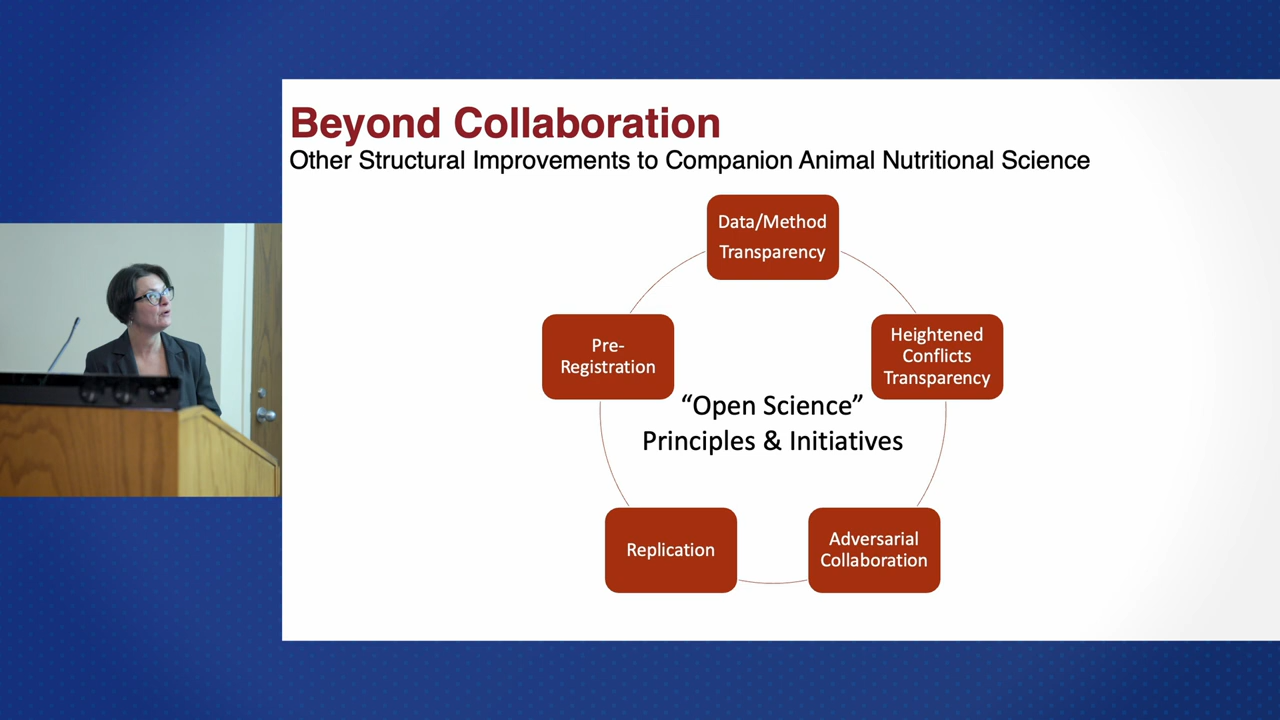 Beyond Collaboration
Other Structural Improvements to Companion Animal Nutritional Science
Data/Method
Transparency
Pre-
Registration
Heightened
Conflicts
Transparency
“Open Science”
Principles & Initiatives
Replication
Adversarial
Collaboration